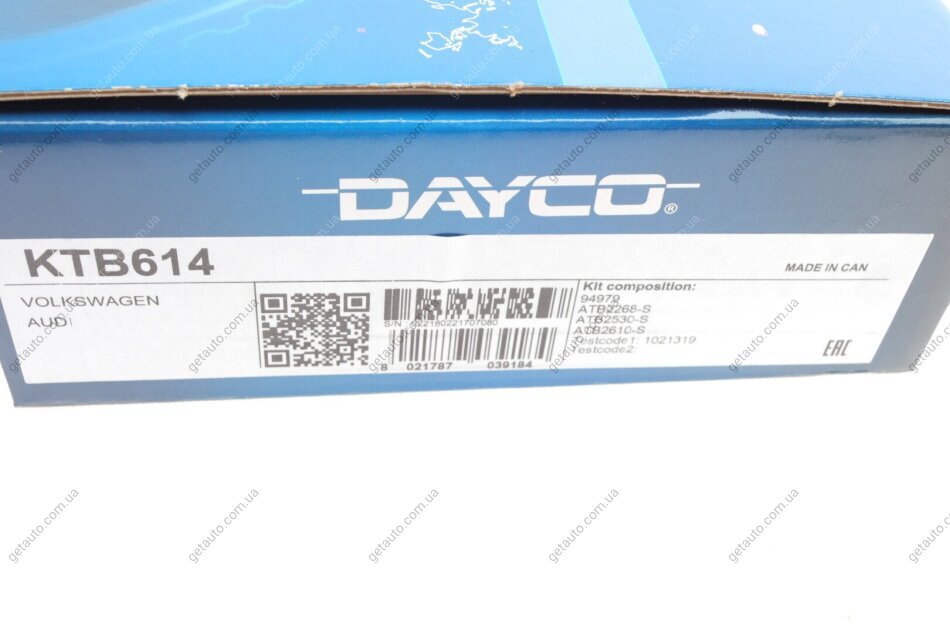 DAYCO®
KTB614
MADE IN CAN
VOLKSWAGEN
AUDI
S/N
8 021787 039184
Kit composition:
94979
ATB2268-S
ATB2530-S
ATB2610-S
Testcode1: 1021319
Testcode2:
EAC
getauto.com.ua